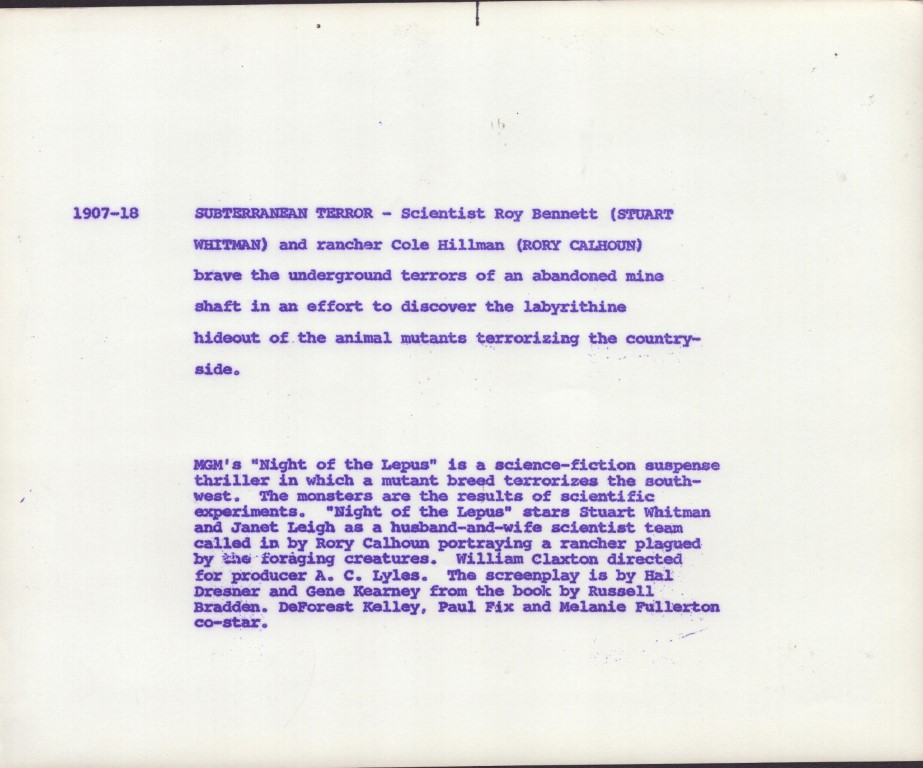 1907-18 SUBTERRANEAN TERROR - Scientist Roy Bennett (STUART
WHITMAN) and rancher Cole Hillman (RORY CALHOUN)
brave the underground terrors of an abandoned mine
shaft in an effort to discover the labyrithine
hideout of the animal mutants terrorizing the country-
side.
MGM's "Night of the Lepus" is a science-fiction suspense
thriller in which a mutant breed terrorizes the south-
west. The monsters are the results of scientific
experiments. "Night of the Lepus" stars Stuart Whitman
and Janet Leigh as a husband-and-wife scientist team
called in by Rory Calhoun portraying a rancher plagued
by the foraging creatures. William Claxton directed
for producer A. C. Lyles. The screenplay is by Hal
Dresner and Gene Kearney from the book by Russell
Bradden. DeForest Kelley, Paul Fix and Melanie Fullerton
co-star.